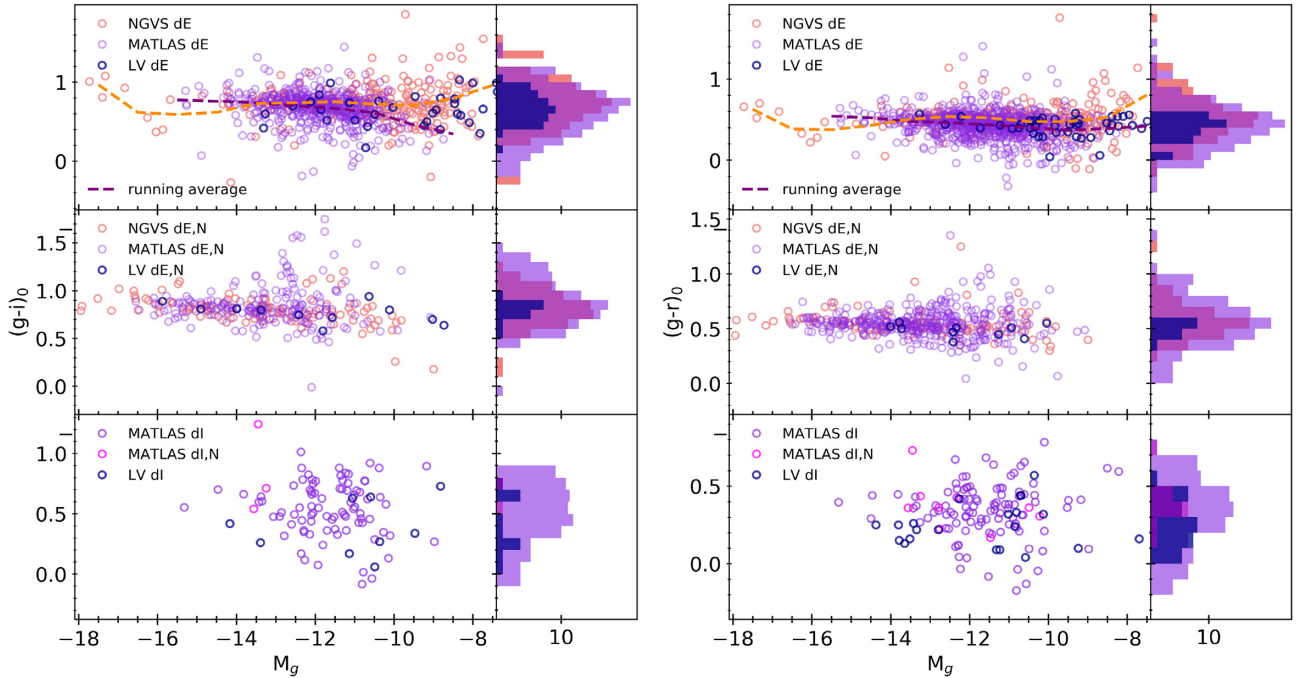 NGVS dE
MATLAS dE
LV dE
1
0
running average
NGVS dE,N
MATLAS dE,N
LV dE,N
1.5
1.0
0.5
0.0
(g-i)0
MATLAS dI
MATLAS dI,N
LV dI
1.0
0.5
0.0
−18 −16 −14 −12 −10 −8 10
Mg
NGVS dE
MATLAS dE
LV dE
1
0
running average
NGVS dE,N
MATLAS dE,N
LV dE,N
1.5
1.0
0.5
0.0
(g-r)0
MATLAS dI
MATLAS dI,N
LV dI
0.5
0.0
−18 −16 −14 −12 −10 −8 10
Mg